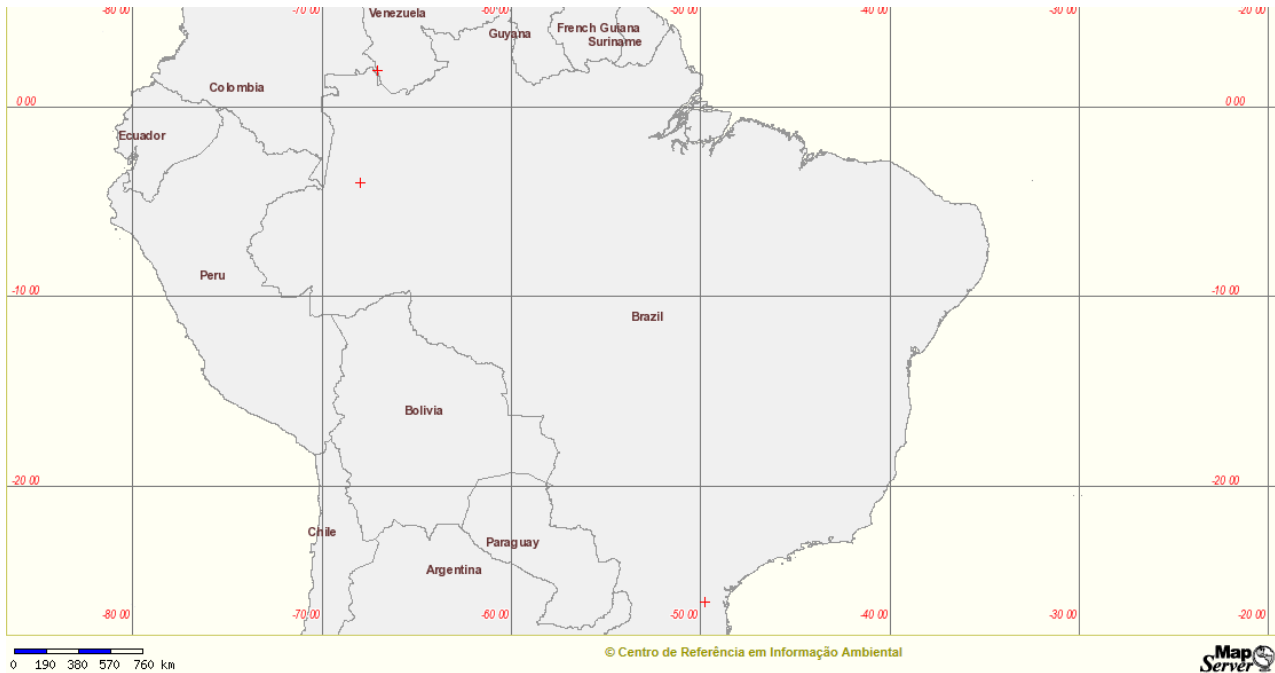 -80 00 -70 00 -60 00 -50 00 -40 00 -30 00 -20 00
Venezuela
Guyana
French Guiana
Suriname
Colombia
0 00 0 00
Ecuador
Peru
-10 00 -10 00
Brazil
Bolivia
-20 00 -20 00
Chile
Paraguay
Argentina
-80 00 -70 00 -60 00 -50 00 -40 00 -30 00 -20 00
0 190 380 570 760 km
© Centro de Referência em Informação Ambiental
Map
Server